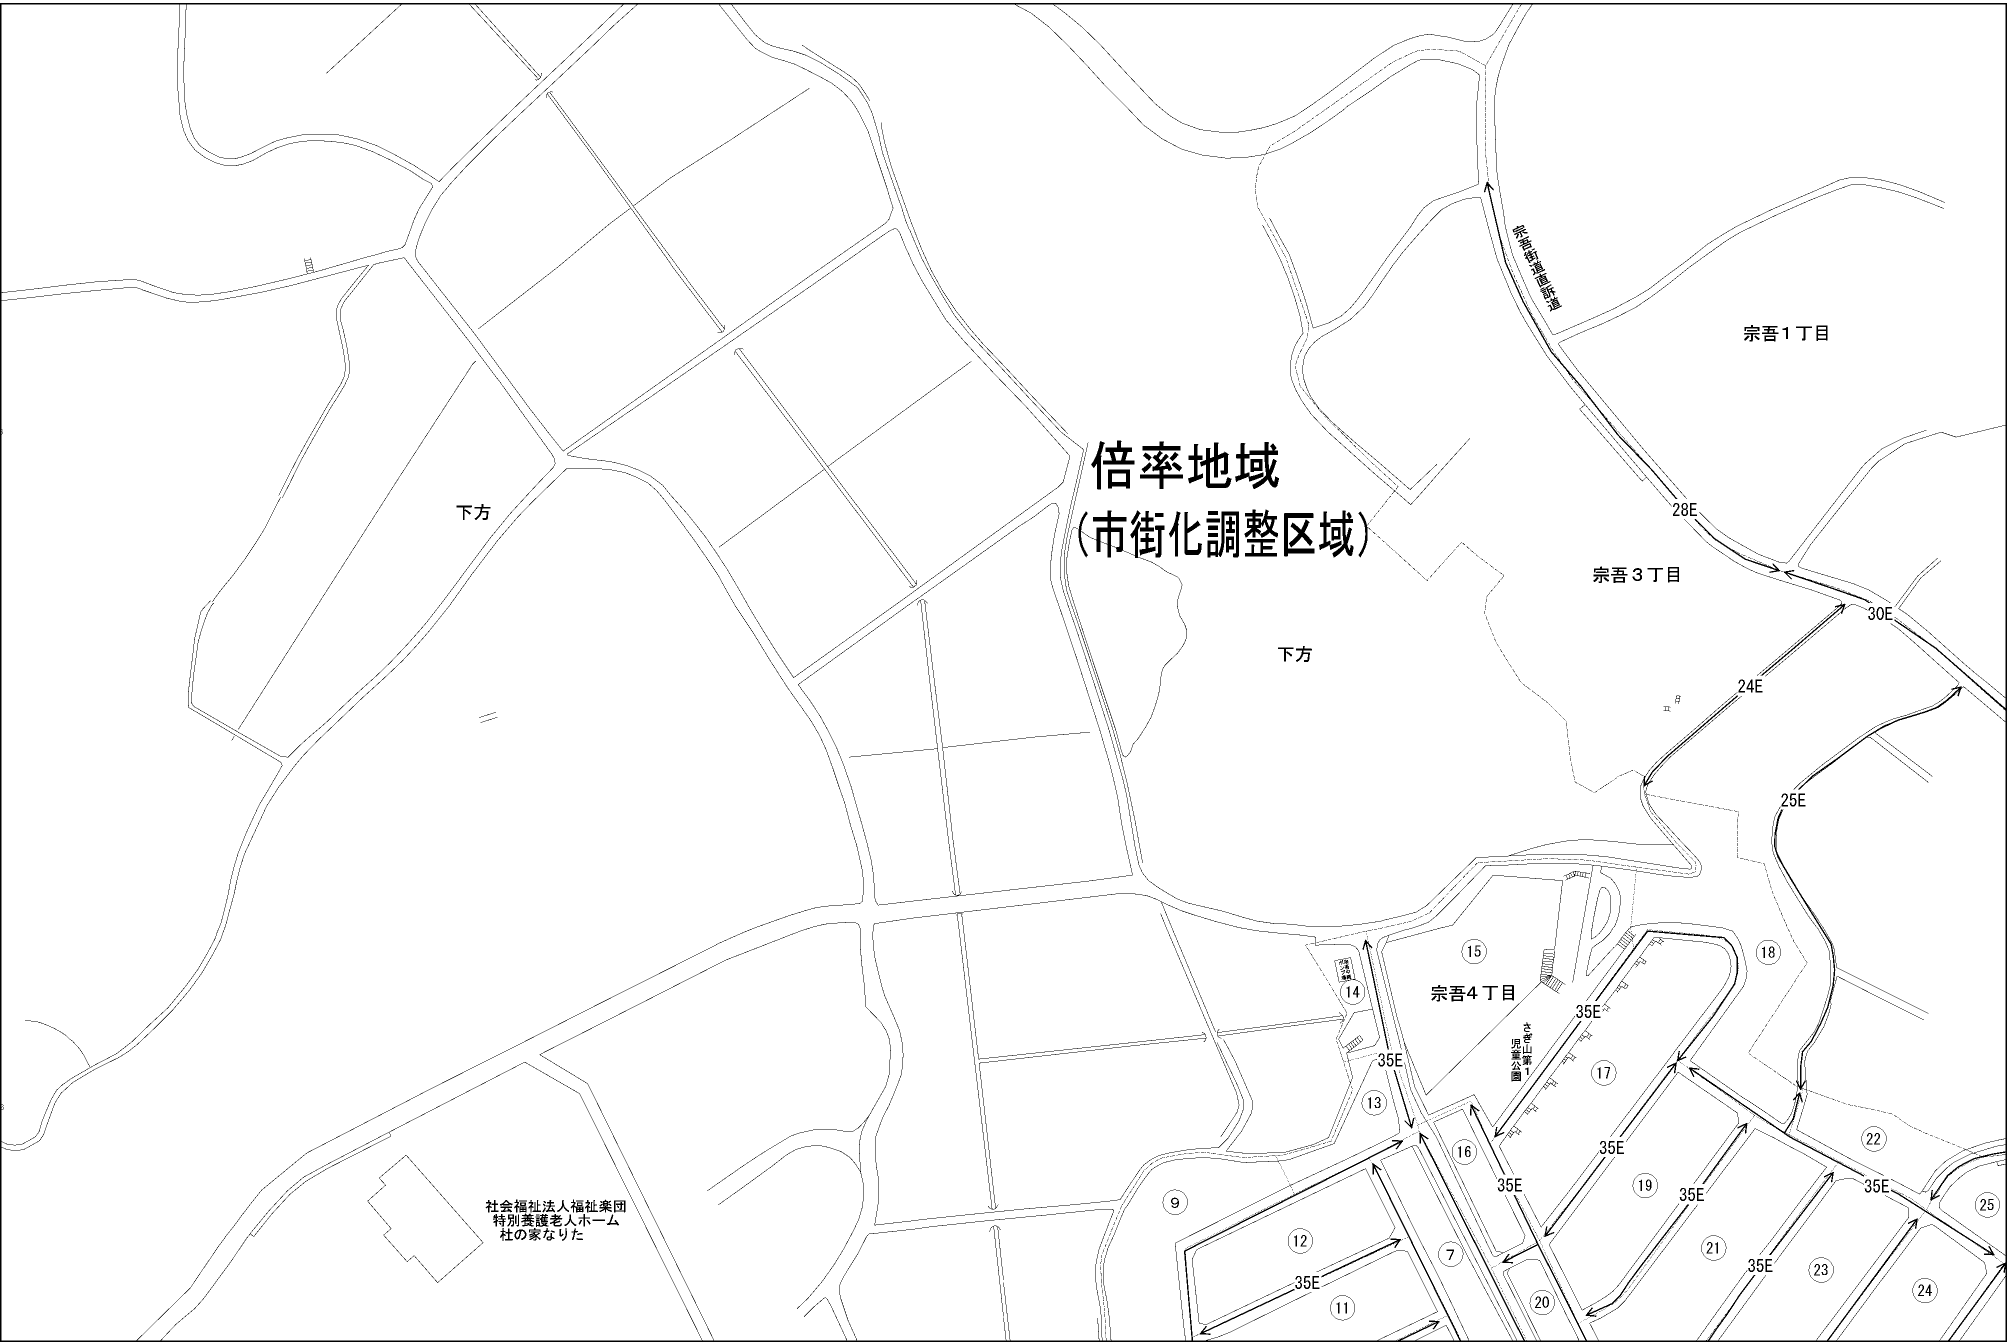 宗吾街道直訴道
宗吾1丁目
倍率地域
(市街化調整区域)
下方
28E
宗吾3丁目
30E
下方
24E
25E
15
18
14
宗吾4丁目
35E
さぎ山第1
児童公園
35E
17
13
16
35E
22
19
35E
35E
35E
9
25
社会福祉法人福祉楽団
特別養護老人ホーム
杜の家なりた
12
7
21
35E
23
35E
24
11
20